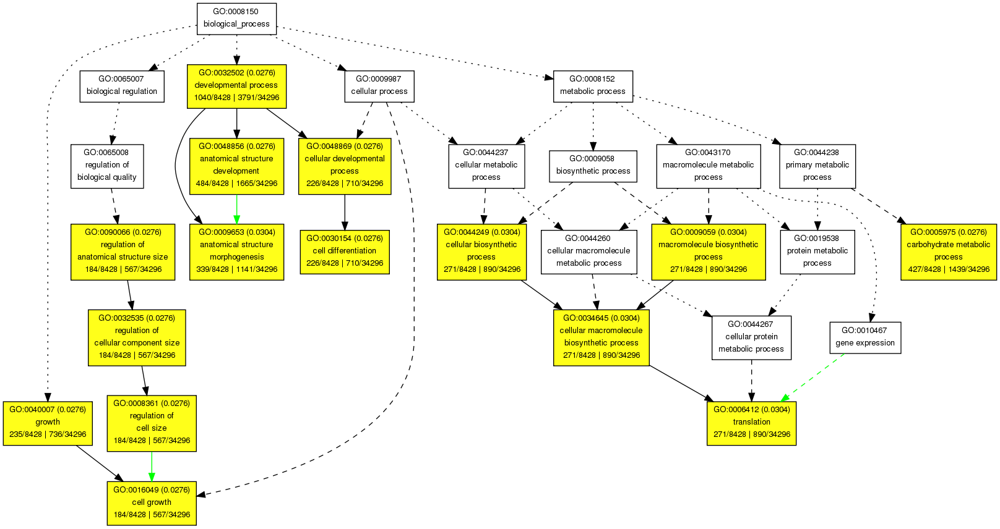 GO:0008150
biological_process
GO:0065007
biological regulation
GO:0032502 (0.0276)
developmental process
1040/8428 | 3791/34296
GO:0009987
cellular process
GO:0008152
metabolic process
GO:0065008
regulation of
biological quality
GO:0048856 (0.0276)
anatomical structure
development
484/8428 | 1665/34296
GO:0048869 (0.0276)
cellular developmental
process
226/8428 | 710/34296
GO:0044237
cellular metabolic
process
GO:0009058
biosynthetic process
GO:0043170
macromolecule metabolic
process
GO:0044238
primary metabolic
process
GO:0090066 (0.0276)
regulation of
anatomical structure size
184/8428 | 567/34296
GO:0009653 (0.0304)
anatomical structure
morphogenesis
339/8428 | 1141/34296
GO:0030154 (0.0276)
cell differentiation
226/8428 | 710/34296
GO:0044249 (0.0304)
cellular biosynthetic
process
271/8428 | 890/34296
GO:0044260
cellular macromolecule
metabolic process
GO:0009059 (0.0304)
macromolecule biosynthetic
process
271/8428 | 890/34296
GO:0019538
protein metabolic
process
GO:0005975 (0.0276)
carbohydrate metabolic
process
427/8428 | 1439/34296
GO:0032535 (0.0276)
regulation of
cellular component size
184/8428 | 567/34296
GO:0034645 (0.0304)
cellular macromolecule
biosynthetic process
271/8428 | 890/34296
GO:0044267
cellular protein
metabolic process
GO:0010467
gene expression
GO:0040007 (0.0276)
growth
235/8428 | 736/34296
GO:0008361 (0.0276)
regulation of
cell size
184/8428 | 567/34296
GO:0006412 (0.0304)
translation
271/8428 | 890/34296
GO:0016049 (0.0276)
cell growth
184/8428 | 567/34296